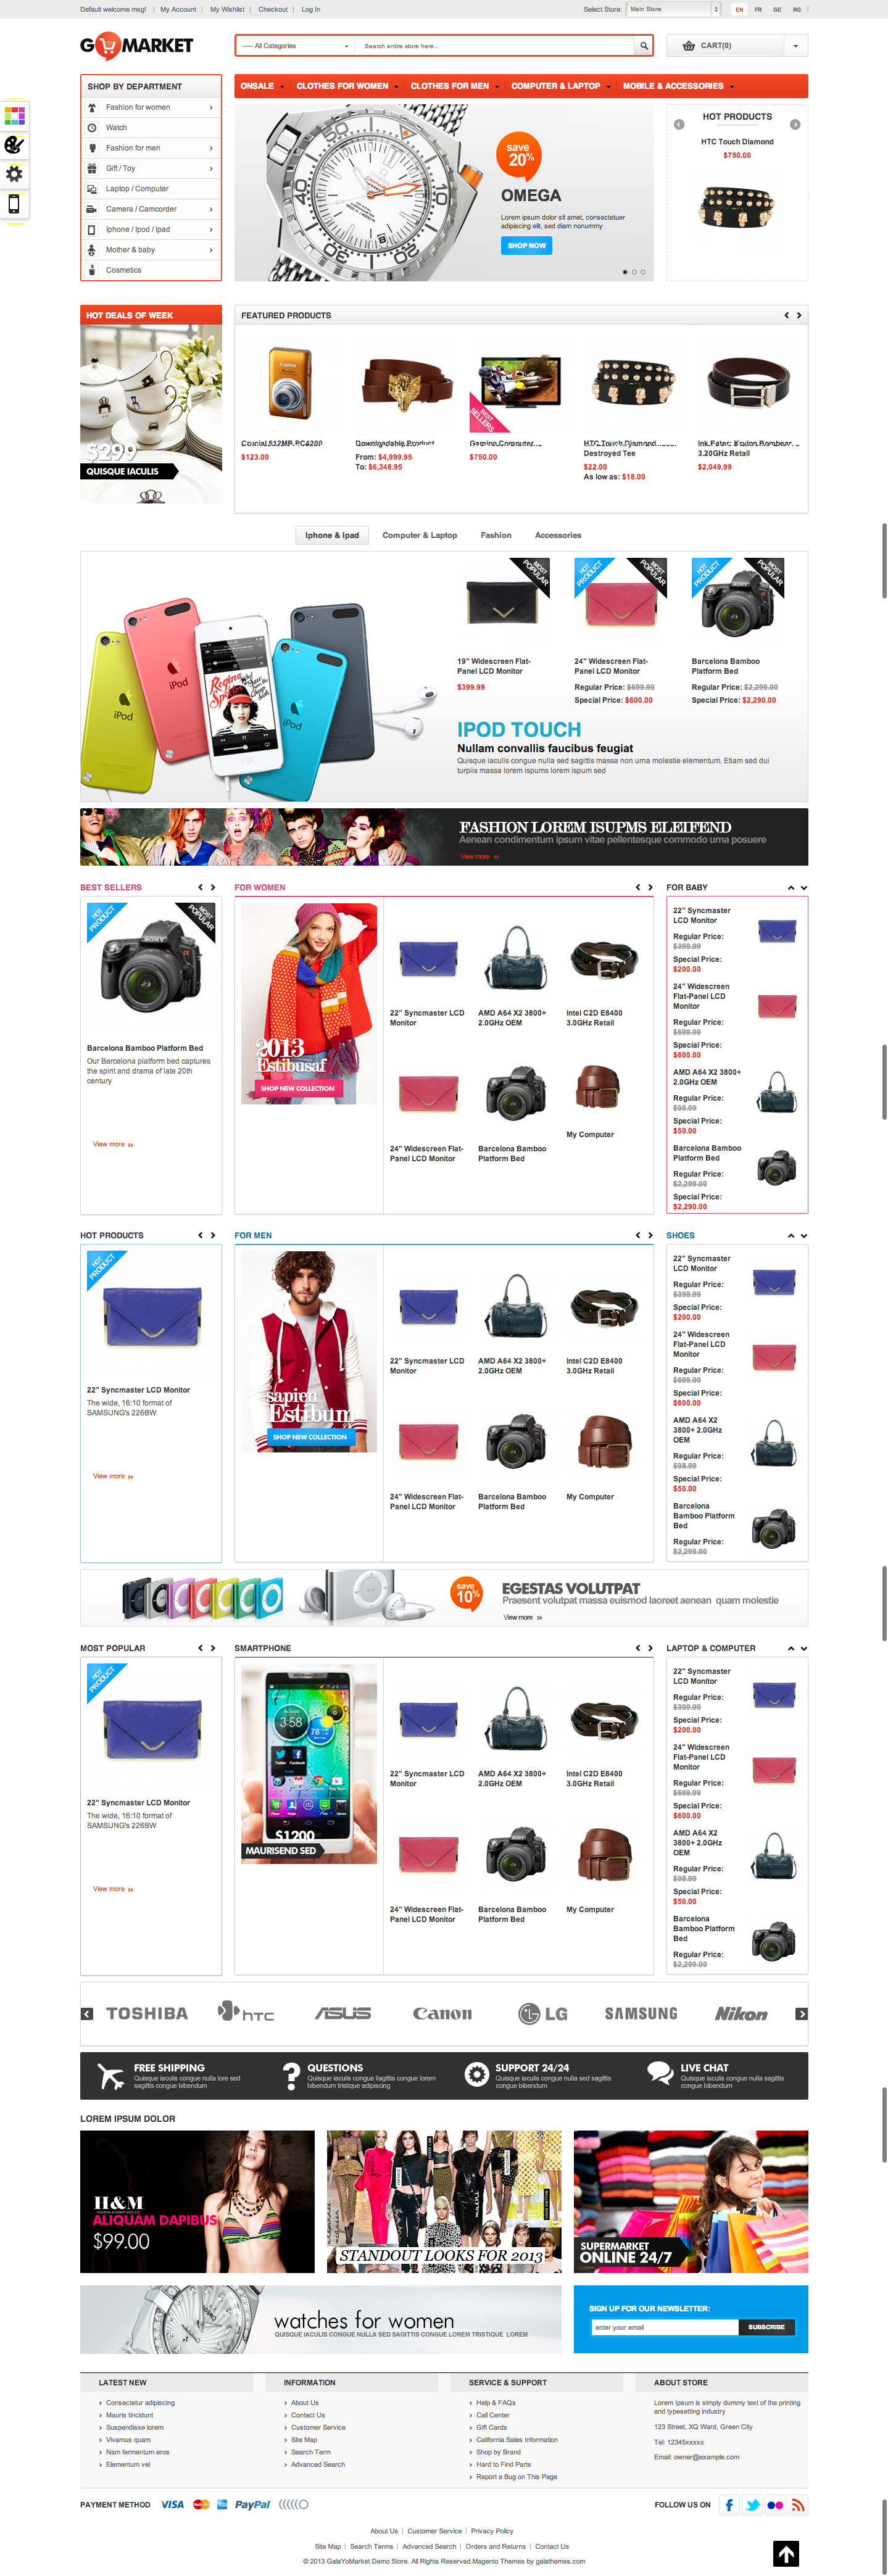 Default welcome msg! | My Account | My Wishlist | Checkout | Log In
Select Store: Main Store EN FR GE RG
GO MARKET
----- All Categories Search entire store here...
CART(0)
SHOP BY DEPARTMENT
Fashion for women
Watch
Fashion for men
Gift / Toy
Laptop / Computer
Camera / Camcorder
Iphone / Ipod / Ipad
Mother & baby
Cosmetics
ONSALE CLOTHES FOR WOMEN CLOTHES FOR MEN COMPUTER & LAPTOP MOBILE & ACCESSORIES
save
20%
OMEGA
Lorem ipsum dolor sit amet, consectetuer
adipiscing elit, sed diam nonummy
SHOP NOW
HOT PRODUCTS
HTC Touch Diamond
$750.00
HOT DEALS OF WEEK
$299
QUISQUE IACULIS
FEATURED PRODUCTS
Crucial 512MB PC4200
$123.00
Downloadable Product
From: $4,999.95
To: $6,348.95
BEST
SELLERS
Gaming Computer
$750.00
HTC Touch Diamond
Destroyed Tee
$22.00
As low as: $18.00
3.20GHz Retail
$2,049.99
Iphone & Ipad Computer & Laptop Fashion Accessories
iPod
iPod
iPod
MOST
POPULAR
19" Widescreen Flat-
Panel LCD Monitor
$399.99
HOT
PRODUCT
MOST
POPULAR
24" Widescreen Flat-
Panel LCD Monitor
Regular Price: $699.99
Special Price: $600.00
HOT
PRODUCT
MOST
POPULAR
Barcelona Bamboo
Platform Bed
Regular Price: $2,299.00
Special Price: $2,290.00
IPOD TOUCH
Nullam convallis faucibus feugiat
Quisque iaculis congue nulla sed sagittis massa non urna molestie elementum. Etiam sed dui
turpiis massa lorem ispums lorem ispum sed
FASHION LOREM ISUPMS ELEIFEND
Aenean condimentum ipsum vitae pellentesque commodo urna posuere
View more »
BEST SELLERS
HOT
PRODUCT
MOST
POPULAR
SONY
Barcelona Bamboo Platform Bed
Our Barcelona platform bed captures
the spirit and drama of late 20th
century
View more »
FOR WOMEN
2013
Estibusaf
SHOP NEW COLLECTION
22" Syncmaster LCD
Monitor
AMD A64 X2 3800+
2.0GHz OEM
Intel C2D E8400
3.0GHz Retail
24" Widescreen Flat-
Panel LCD Monitor
Barcelona Bamboo
Platform Bed
My Computer
FOR BABY
22" Syncmaster
LCD Monitor
Regular Price:
$399.99
Special Price:
$200.00
24" Widescreen
Flat-Panel LCD
Monitor
Regular Price:
$699.99
Special Price:
$600.00
AMD A64 X2 3800+
2.0GHz OEM
Regular Price:
$98.99
Special Price:
$50.00
Barcelona Bamboo
Platform Bed
Regular Price:
$2,299.00
Special Price:
$2,290.00
HOT PRODUCTS
HOT
PRODUCT
22" Syncmaster LCD Monitor
The wide, 16:10 format of
SAMSUNG's 226BW
View more »
FOR MEN
sapien
Estibum
SHOP NEW COLLECTION
22" Syncmaster LCD
Monitor
AMD A64 X2 3800+
2.0GHz OEM
Intel C2D E8400
3.0GHz Retail
24" Widescreen Flat-
Panel LCD Monitor
Barcelona Bamboo
Platform Bed
My Computer
SHOES
22" Syncmaster
LCD Monitor
Regular Price:
$399.99
Special Price:
$200.00
24" Widescreen
Flat-Panel LCD
Monitor
Regular Price:
$699.99
Special Price:
$600.00
AMD A64 X2
3800+ 2.0GHz
OEM
Regular Price:
$98.99
Special Price:
$50.00
Barcelona
Bamboo Platform
Bed
Regular Price:
$2,299.00
save
10%
EGESTAS VOLUTPAT
Praesent volutpat massa euismod laoreet aenean quam molestie
View more »
MOST POPULAR
HOT
PRODUCT
22" Syncmaster LCD Monitor
The wide, 16:10 format of
SAMSUNG's 226BW
View more »
SMARTPHONE
3:58
78°
Twitter Facebook
$1200
MAURISEND SED
22" Syncmaster LCD
Monitor
AMD A64 X2 3800+
2.0GHz OEM
Intel C2D E8400
3.0GHz Retail
24" Widescreen Flat-
Panel LCD Monitor
Barcelona Bamboo
Platform Bed
My Computer
LAPTOP & COMPUTER
22" Syncmaster
LCD Monitor
Regular Price:
$399.99
Special Price:
$200.00
24" Widescreen
Flat-Panel LCD
Monitor
Regular Price:
$699.99
Special Price:
$600.00
AMD A64 X2
3800+ 2.0GHz
OEM
Regular Price:
$98.99
Special Price:
$50.00
Barcelona
Bamboo Platform
Bed
Regular Price:
$2,299.00
TOSHIBA hTC ASUS Canon LG SAMSUNG Nikon
FREE SHIPPING
Quisque iaculis congue nulla lore sed
sagittis congue bibendum
QUESTIONS
Quisque iaculis congue llagittis congue lorem
bibendum tristique adipiscing
SUPPORT 24/24
Quisque iaculis congue nulla sed sagittis
congue bibendum
LIVE CHAT
Quisque iaculis congue nulla sagittis
congue bibendum
LOREM IPSUM DOLOR
H&M
ALIQUAM DAPIBUS
$99.00
STANDOUT LOOKS FOR 2013
SUPERMARKET
ONLINE 24/7
watches for women
QUISQUE IACULIS CONGUE NULLA SED SAGITTIS CONGUE LOREM TRISTIQUE LOREM
SIGN UP FOR OUR NEWSLETTER:
enter your email SUBSCRIBE
LATEST NEW
Consectetur adipiscing
Mauris tincidunt
Suspendisse lorem
Vivamus quam
Nam fermentum eros
Elementum vel
INFORMATION
About Us
Contact Us
Customer Service
Site Map
Search Term
Advanced Search
SERVICE & SUPPORT
Help & FAQs
Call Center
Gift Cards
California Sales Information
Shop by Brand
Hard to Find Parts
Report a Bug on This Page
ABOUT STORE
Lorem Ipsum is simply dummy text of the printing
and typesetting industry
123 Street, XQ Ward, Green City
Tel: 12345xxxxx
Email: owner@example.com
PAYMENT METHOD VISA PayPal
FOLLOW US ON
About Us | Customer Service | Privacy Policy
Site Map | Search Terms | Advanced Search | Orders and Returns | Contact Us
© 2013 GalaYoMarket Demo Store. All Rights Reserved.Magento Themes by galathemes.com